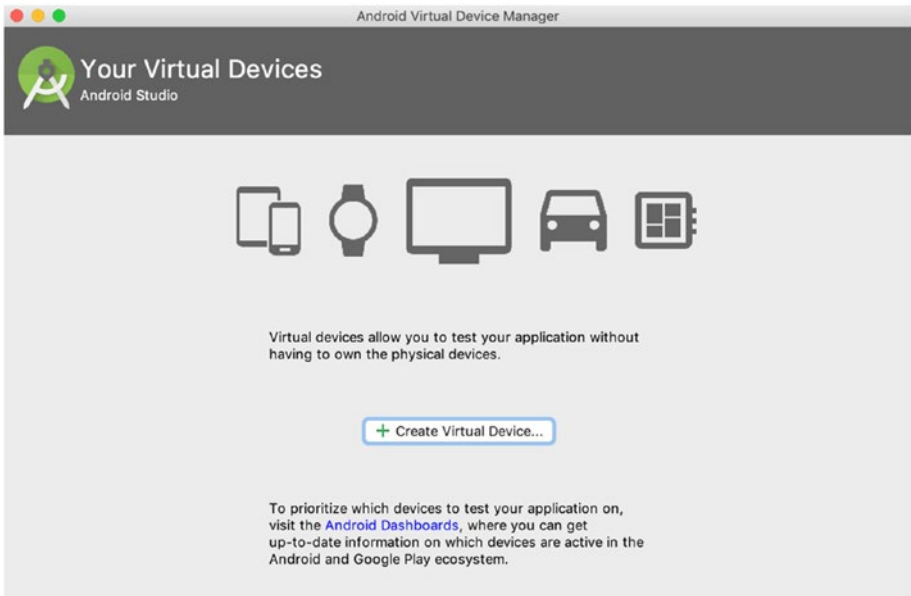 Android Virtual Device Manager
Your Virtual Devices
Android Studio
Virtual devices allow you to test your application without
having to own the physical devices.
+ Create Virtual Device...
To prioritize which devices to test your application on,
visit the Android Dashboards, where you can get
up-to-date information on which devices are active in the
Android and Google Play ecosystem.